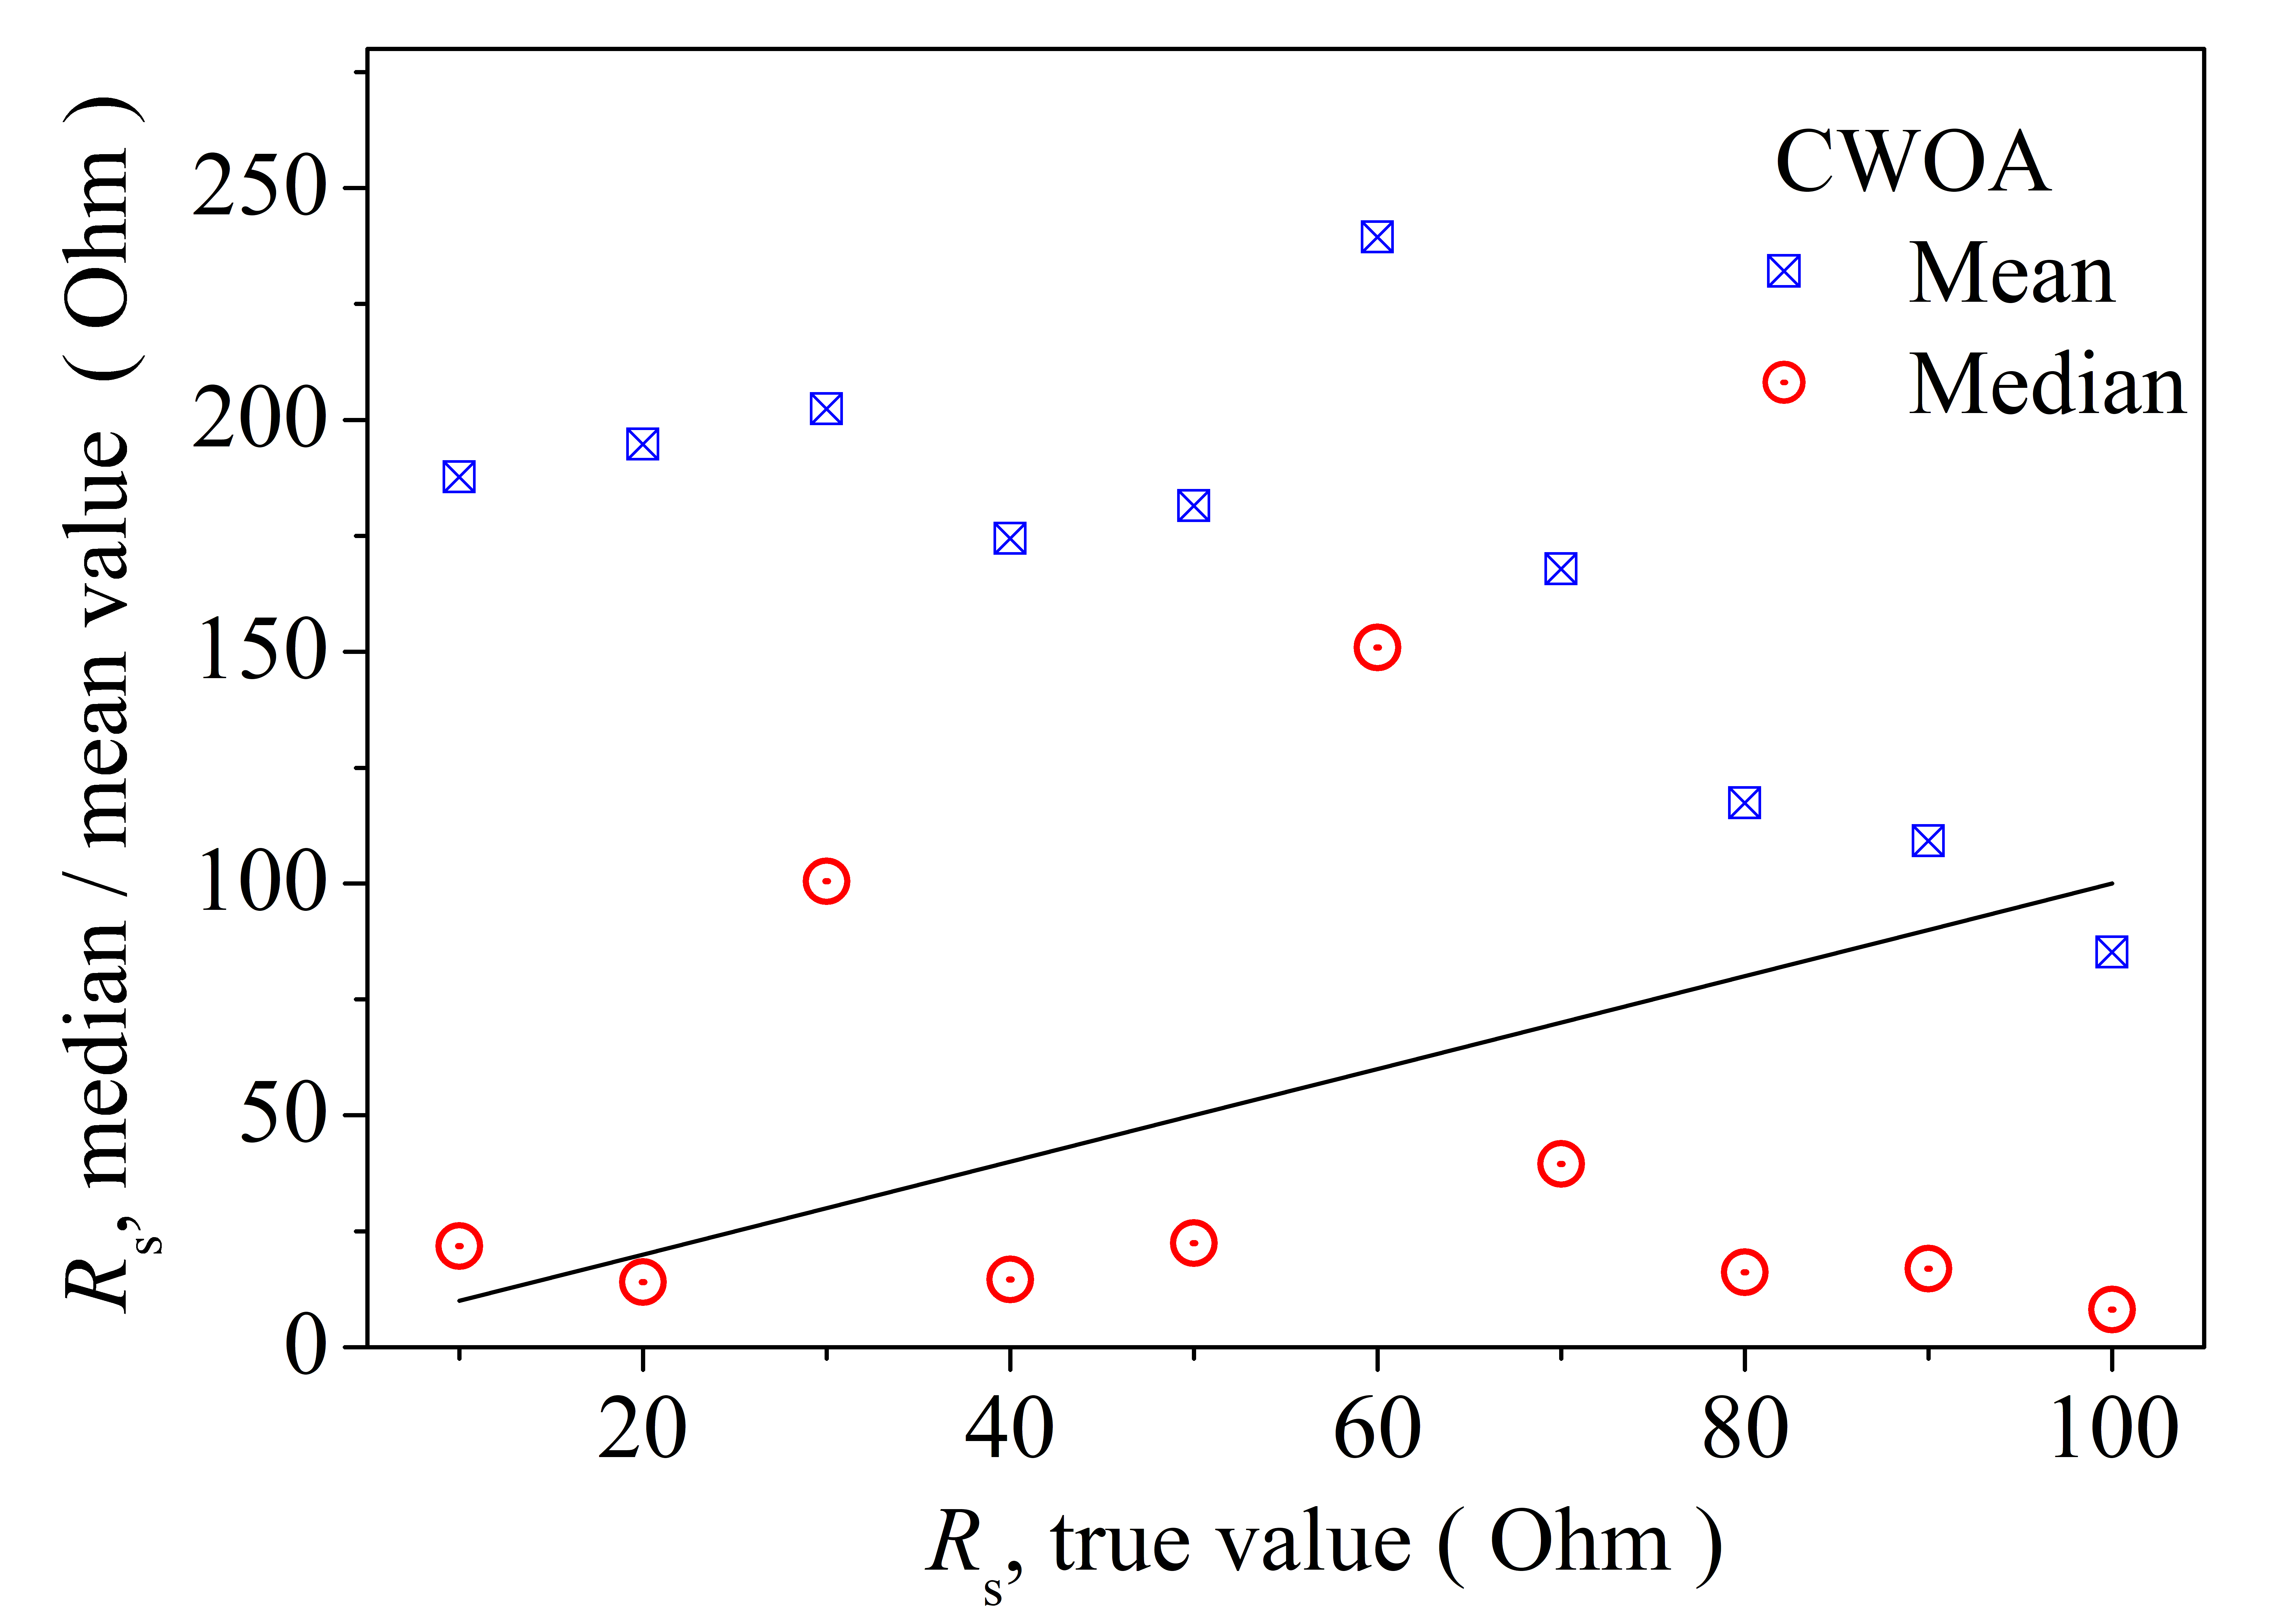 CWOA
Mean
Median
250
200
150
100
50
0
20 40 60 80 100
Rs, true value ( Ohm )
Rs, median / mean value ( Ohm )